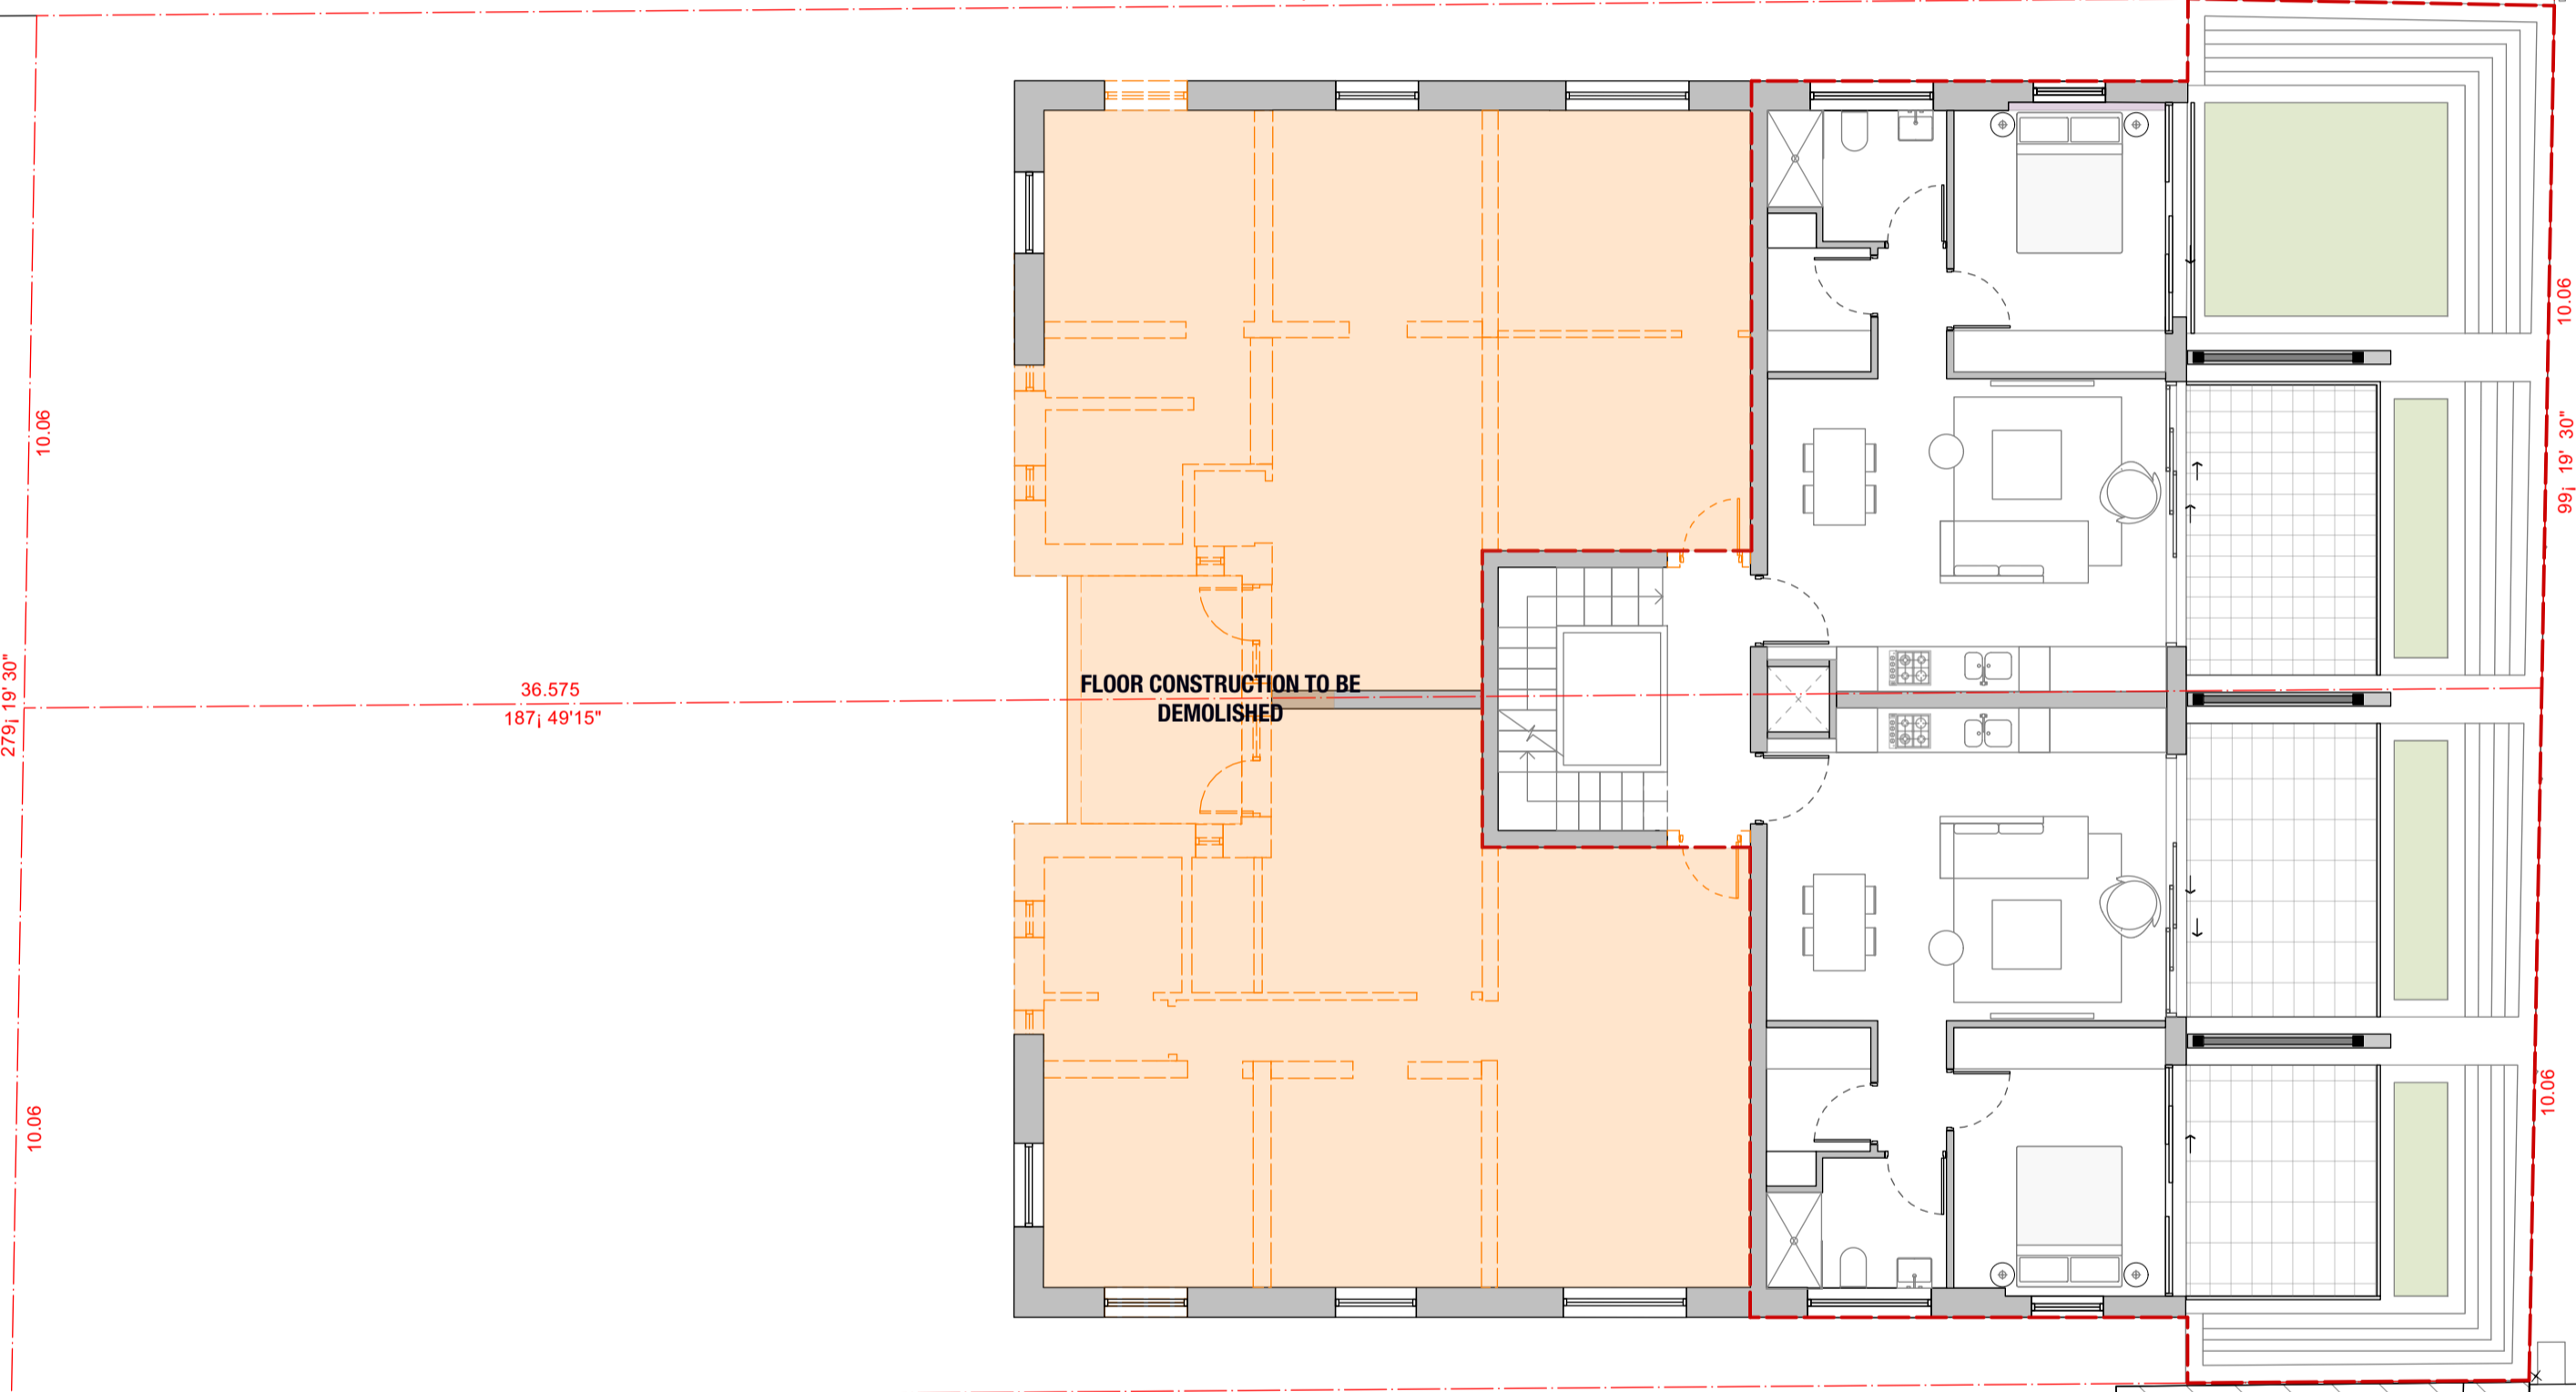 10.06
10.06
99¡ 19' 30"
279¡ 19' 30"
36.575
187¡ 49'15"
FLOOR CONSTRUCTION TO BE
DEMOLISHED
10.06
10.06